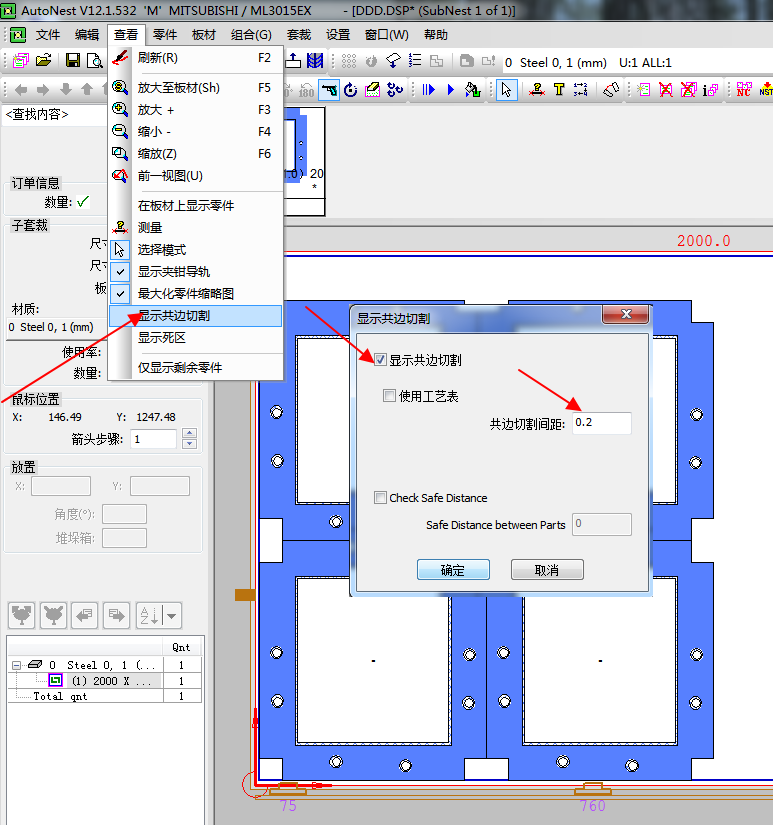 AutoNest V12.1.532 'M' MITSUBISHI / ML3015EX - [DDD.DSP* (SubNest 1 of 1)]
文件 编辑 查看 零件 板材 组合(G) 套裁 设置 窗口(W) 帮助
0 Steel 0, 1 (mm) U:1 ALL:1
180
NC NST
<查找内容>
刷新(R) F2
放大至板材(Sh) F5
放大 + F3
缩小 - F4
缩放(Z) F6
前一视图(U)
在板材上显示零件
测量
选择模式
显示夹钳导轨
最大化零件缩略图
显示共边切割
显示死区
仅显示剩余零件
.0) 20
*
订单信息
数量:
子套裁
尺寸
尺寸
板
材质:
0 Steel 0, 1 (mm)
使用率:
数量:
鼠标位置
X: 146.49 Y: 1247.48
箭头步骤: 1
放置
X: Y:
角度(°):
堆垛箱:
Qnt
0 Steel 0, 1 (... 1
(1) 2000 X ... 1
Total qnt 1
2000.0
显示共边切割
显示共边切割
使用工艺表
共边切割间距: 0.2
Check Safe Distance
Safe Distance between Parts 0
确定 取消
75 760